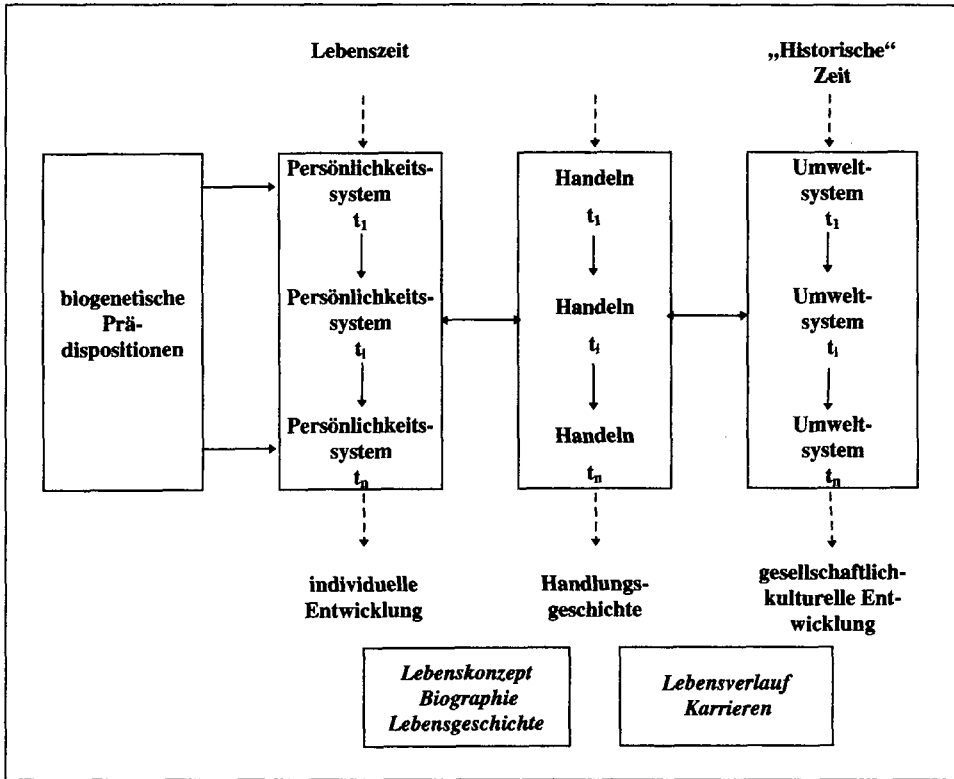 Lebenszeit
„Historische“
Zeit
biogenetische
Prä-
dispositionen
Persönlichkeits-
system
t1
Persönlichkeits-
system
ti
Persönlichkeits-
system
tn
Handeln
t1
Handeln
ti
Handeln
tn
Umwelt-
system
t1
Umwelt-
system
ti
Umwelt-
system
tn
individuelle
Entwicklung
Handlungs-
geschichte
gesellschaftlich-
kulturelle Ent-
wicklung
Lebenskonzept
Biographie
Lebensgeschichte
Lebensverlauf
Karrieren